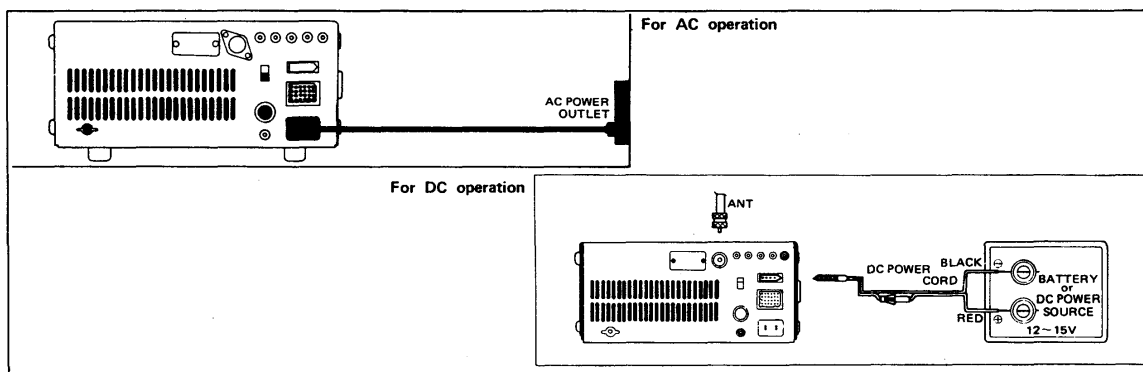 For AC operation
AC POWER
OUTLET
For DC operation
ANT
DC POWER
CORD
BLACK
⊖
BATTERY
or
DC POWER
SOURCE
RED
⊕
12~15V